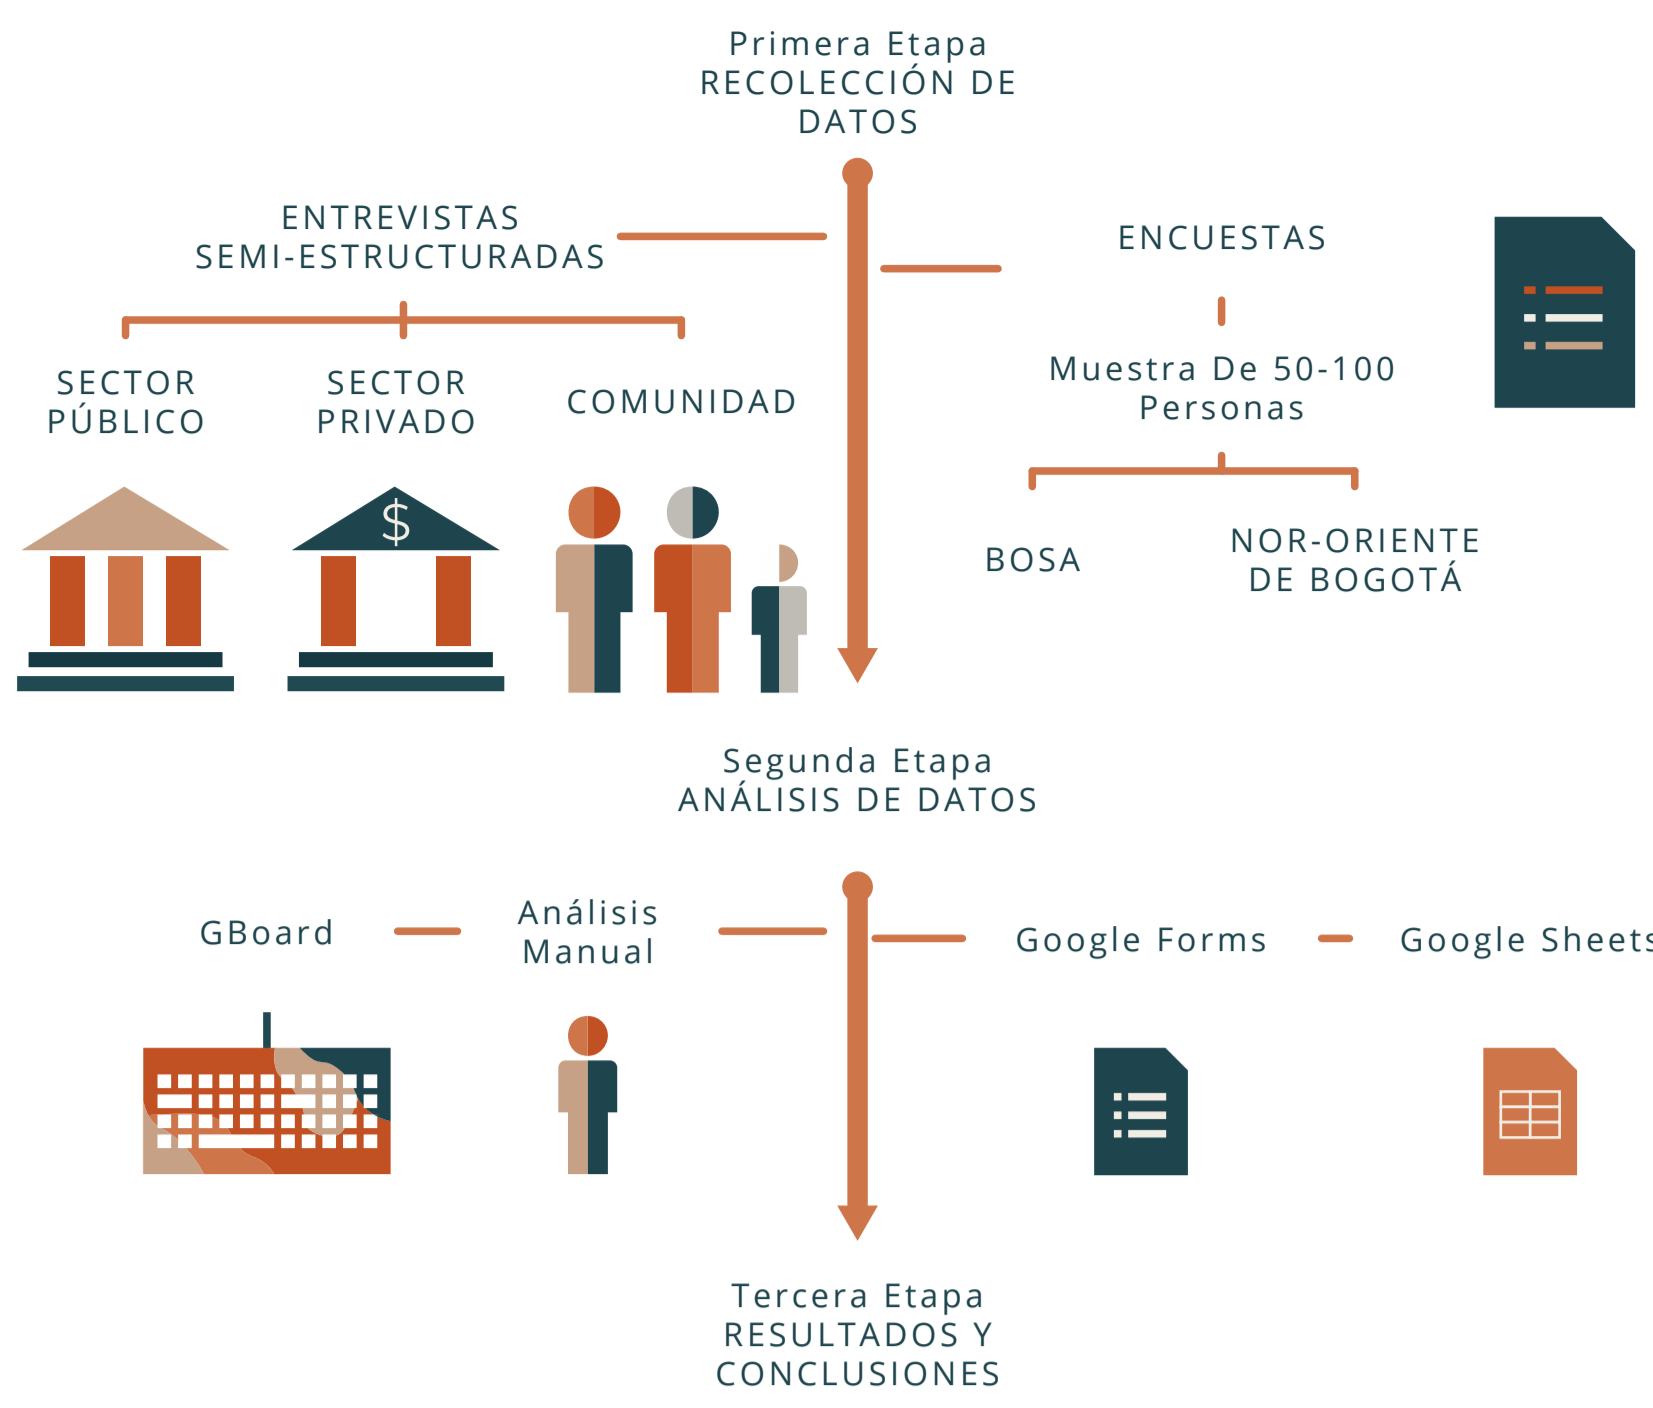 Primera Etapa
RECOLECCIÓN DE
DATOS
ENTREVISTAS
SEMI-ESTRUCTURADAS
ENCUESTAS
SECTOR
PÚBLICO
SECTOR
PRIVADO
COMUNIDAD
Muestra De 50-100
Personas
$
BOSA
NOR-ORIENTE
DE BOGOTÁ
Segunda Etapa
ANÁLISIS DE DATOS
GBoard
Análisis
Manual
Google Forms
Google Sheets
Tercera Etapa
RESULTADOS Y
CONCLUSIONES